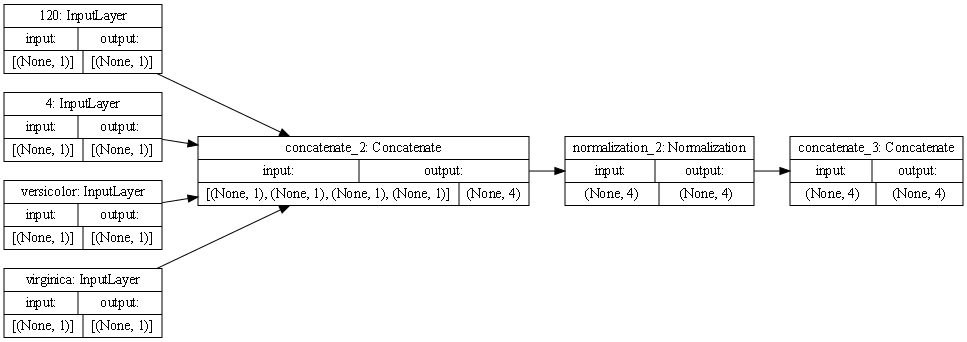 120: InputLayer
input: output:
[(None, 1)] [(None, 1)]
4: InputLayer
input: output:
[(None, 1)] [(None, 1)]
versicolor: InputLayer
input: output:
[(None, 1)] [(None, 1)]
virginica: InputLayer
input: output:
[(None, 1)] [(None, 1)]
concatenate_2: Concatenate
input: output:
[(None, 1), (None, 1), (None, 1), (None, 1)] (None, 4)
normalization_2: Normalization
input: output:
(None, 4) (None, 4)
concatenate_3: Concatenate
input: output:
(None, 4) (None, 4)